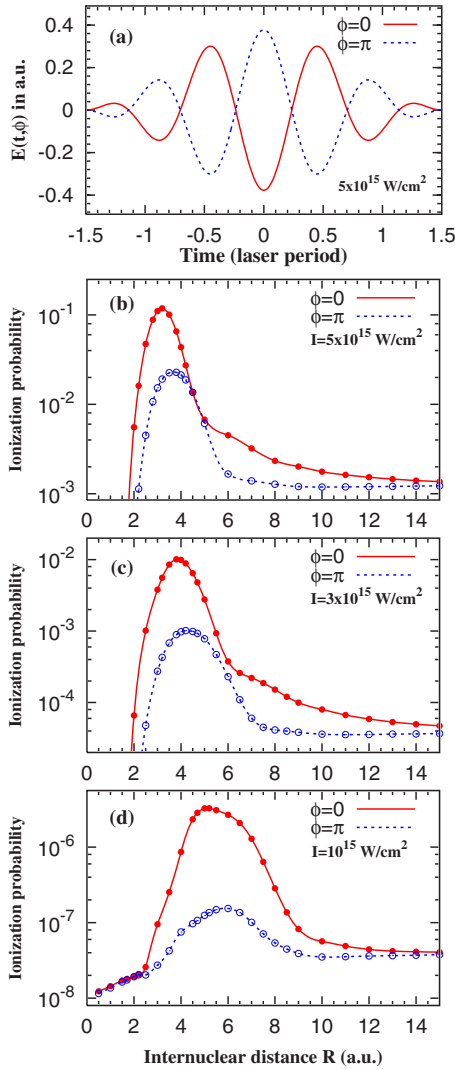 (a)
ϕ=0
ϕ=π
E(t,ϕ) in a.u.
0.4
0.2
0
-0.2
-0.4
5x10¹⁵ W/cm²
-1.5 -1 -0.5 0 0.5 1 1.5
Time (laser period)
(b)
ϕ=0
ϕ=π
I=5x10¹⁵ W/cm²
Ionization probability
10⁻¹
10⁻²
10⁻³
0 2 4 6 8 10 12 14
(c)
ϕ=0
ϕ=π
I=3x10¹⁵ W/cm²
Ionization probability
10⁻²
10⁻³
10⁻⁴
0 2 4 6 8 10 12 14
(d)
ϕ=0
ϕ=π
I=10¹⁵ W/cm²
Ionization probability
10⁻⁶
10⁻⁷
10⁻⁸
0 2 4 6 8 10 12 14
Internuclear distance R (a.u.)